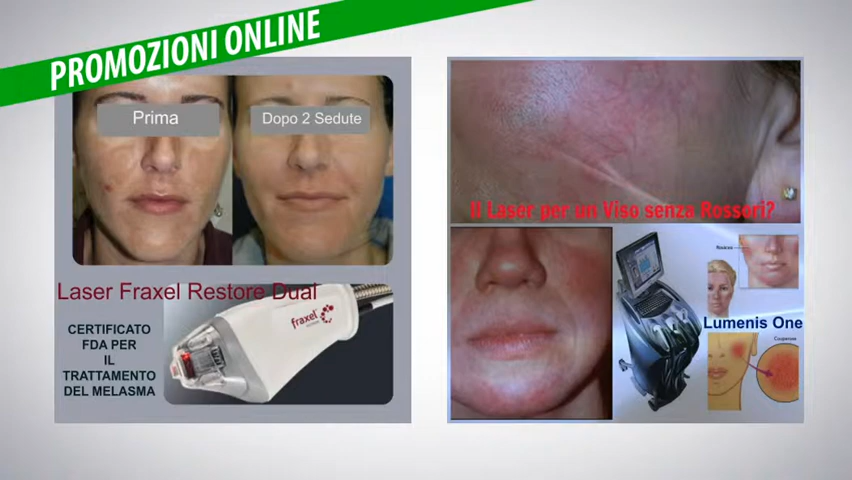 PROMOZIONI ONLINE
Prima
Dopo 2 Sedute
Laser Fraxel Restore Dual
fraxel
CERTIFICATO
FDA PER
IL
TRATTAMENTO
DEL MELASMA
Il Laser per un Viso senza Rossori?
Lumenis One
Couperose